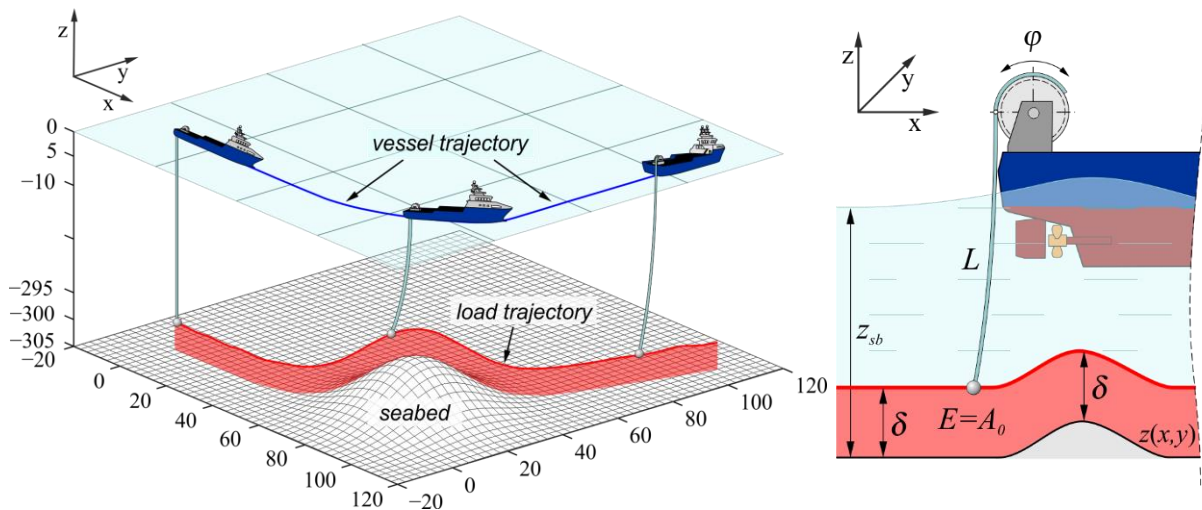 z
y
x
0
5
−10
−295
−300
−305
−20
0
20
40
60
80
100
120
−20
0
20
40
60
80
100
120
vessel trajectory
load trajectory
seabed
φ
z
y
x
L
z_sb
δ
E=A_0
δ
z(x,y)